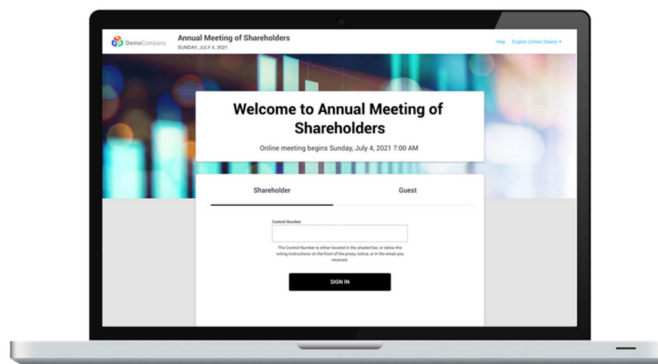 DemoCompany
Annual Meeting of Shareholders
SUNDAY, JULY 4, 2021
Help English (United States)
Welcome to Annual Meeting of
Shareholders
Online meeting begins Sunday, July 4, 2021 7:00 AM
Shareholder Guest
Control Number
The Control Number is either located in the shaded bar, or below the
voting instructions on the front of the proxy, notice, or in the email you
received.
SIGN IN